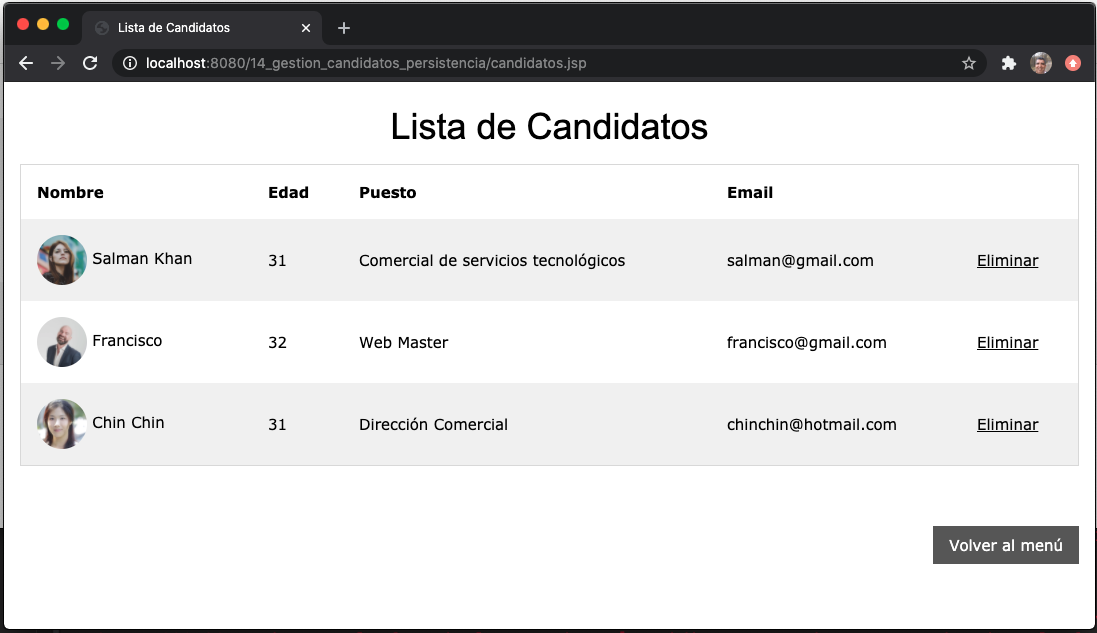 Lista de Candidatos
localhost:8080/14_gestion_candidatos_persistencia/candidatos.jsp
Lista de Candidatos
Nombre Edad Puesto Email
Salman Khan 31 Comercial de servicios tecnológicos salman@gmail.com Eliminar
Francisco 32 Web Master francisco@gmail.com Eliminar
Chin Chin 31 Dirección Comercial chinchin@hotmail.com Eliminar
Volver al menú